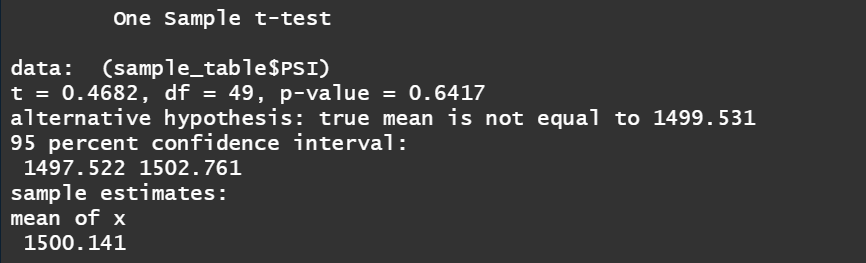 One Sample t-test
data:  (sample_table$PSI)
t = 0.4682, df = 49, p-value = 0.6417
alternative hypothesis: true mean is not equal to 1499.531
95 percent confidence interval:
1497.522 1502.761
sample estimates:
mean of x
1500.141